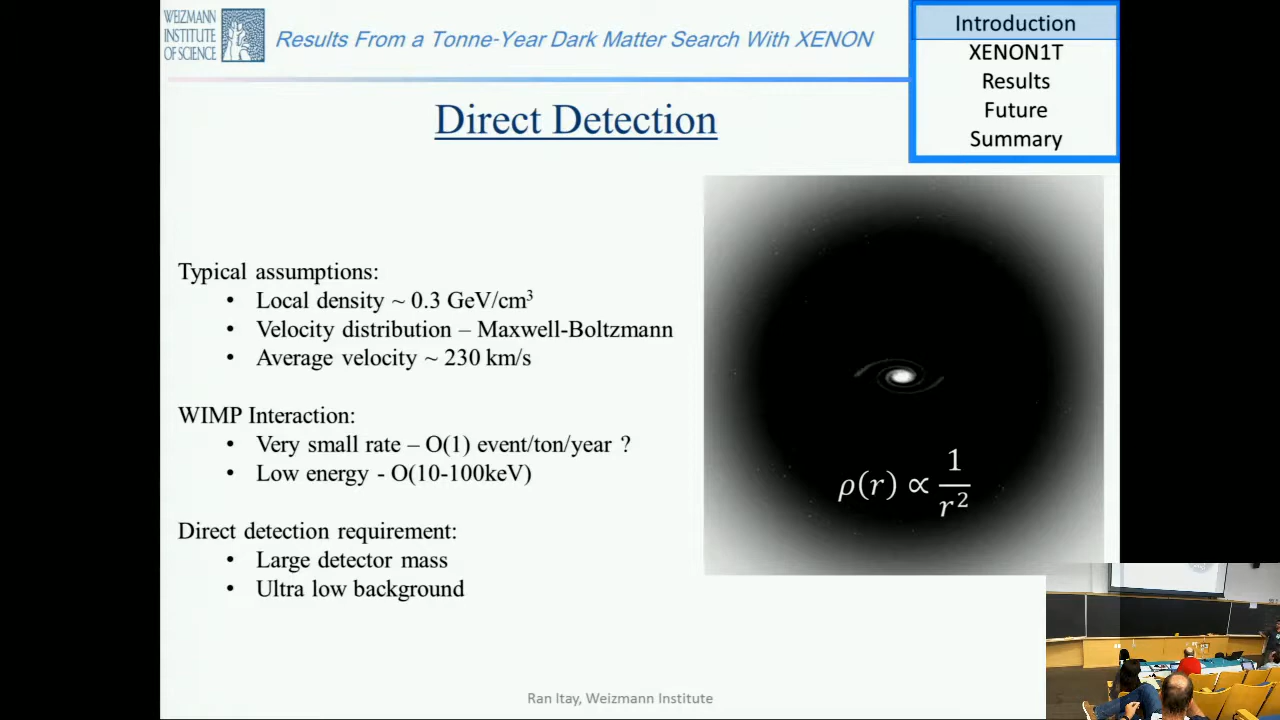 WEIZMANN
INSTITUTE
OF SCIENCE
Results From a Tonne-Year Dark Matter Search With XENON
Introduction
XENON1T
Results
Future
Summary
Direct Detection
Typical assumptions:
• Local density ~ 0.3 GeV/cm³
• Velocity distribution – Maxwell-Boltzmann
• Average velocity ~ 230 km/s
WIMP Interaction:
• Very small rate – O(1) event/ton/year ?
• Low energy - O(10-100keV)
Direct detection requirement:
• Large detector mass
• Ultra low background
ρ(r) ∝ 1/r²
Ran Itay, Weizmann Institute